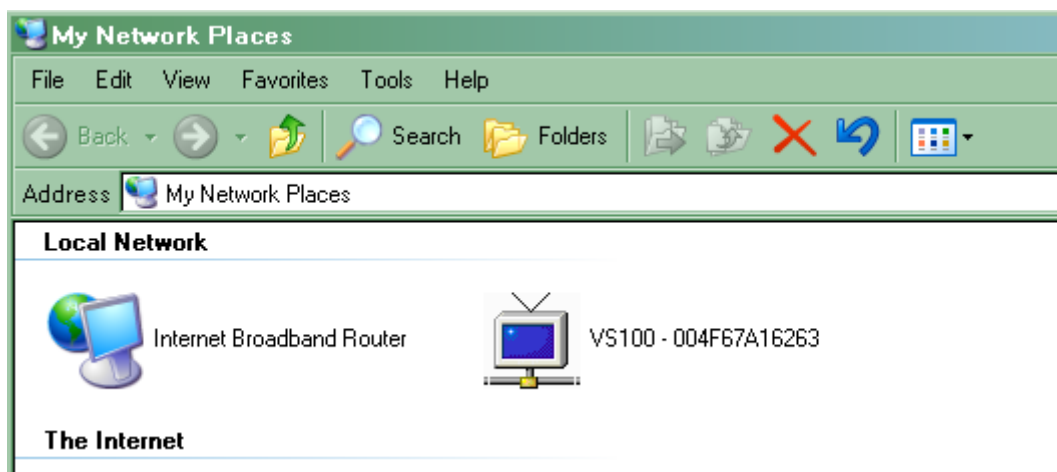 My Network Places
File Edit View Favorites Tools Help
Back Search Folders
Address My Network Places
Local Network
Internet Broadband Router VS100 - 004F67A16263
The Internet